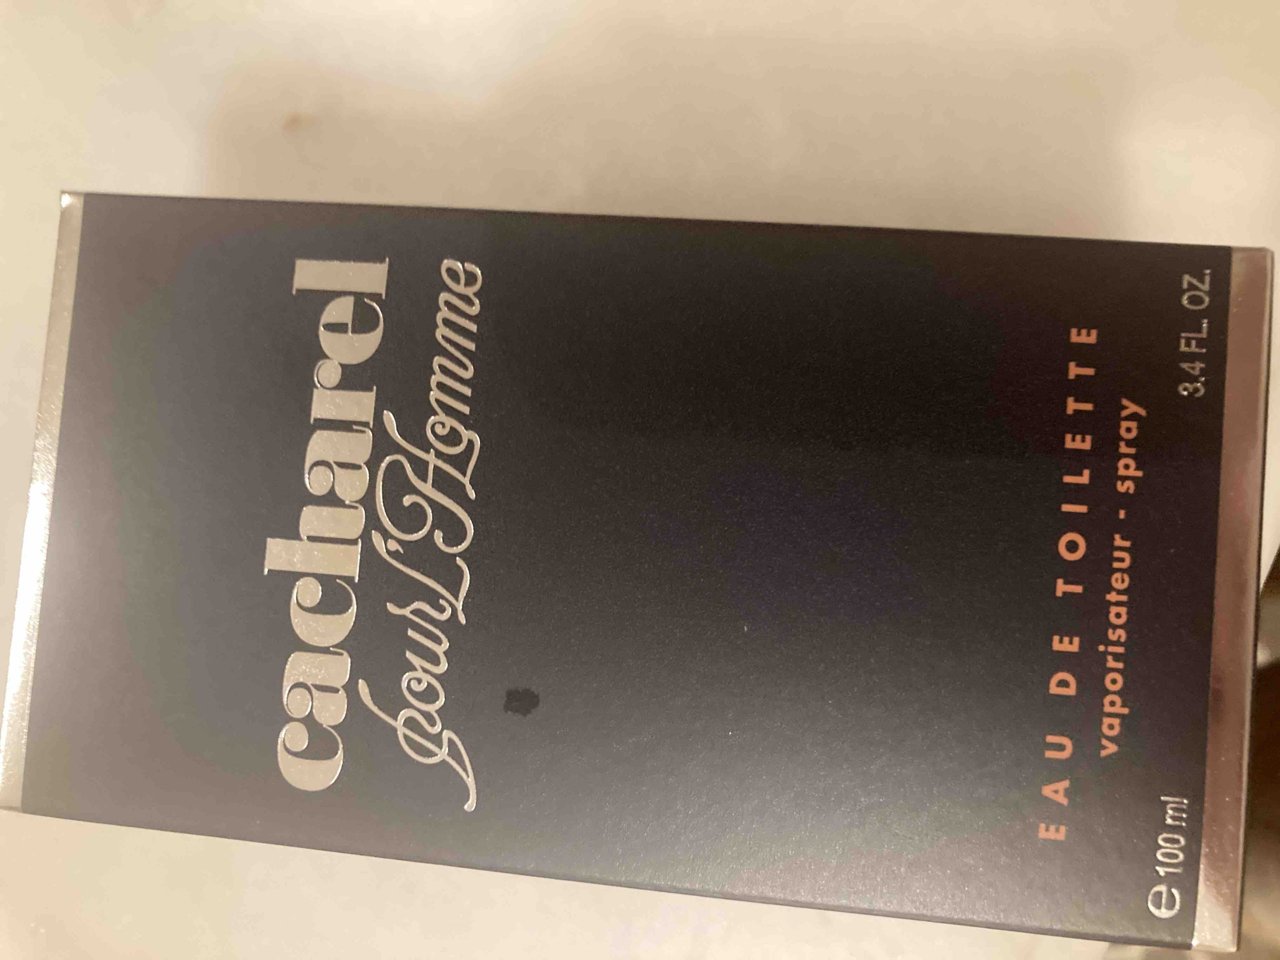 cacharel
pour L'Homme
EAU DE TOILETTE
vaporisateur - spray
℮ 100 ml 3.4 FL. OZ.